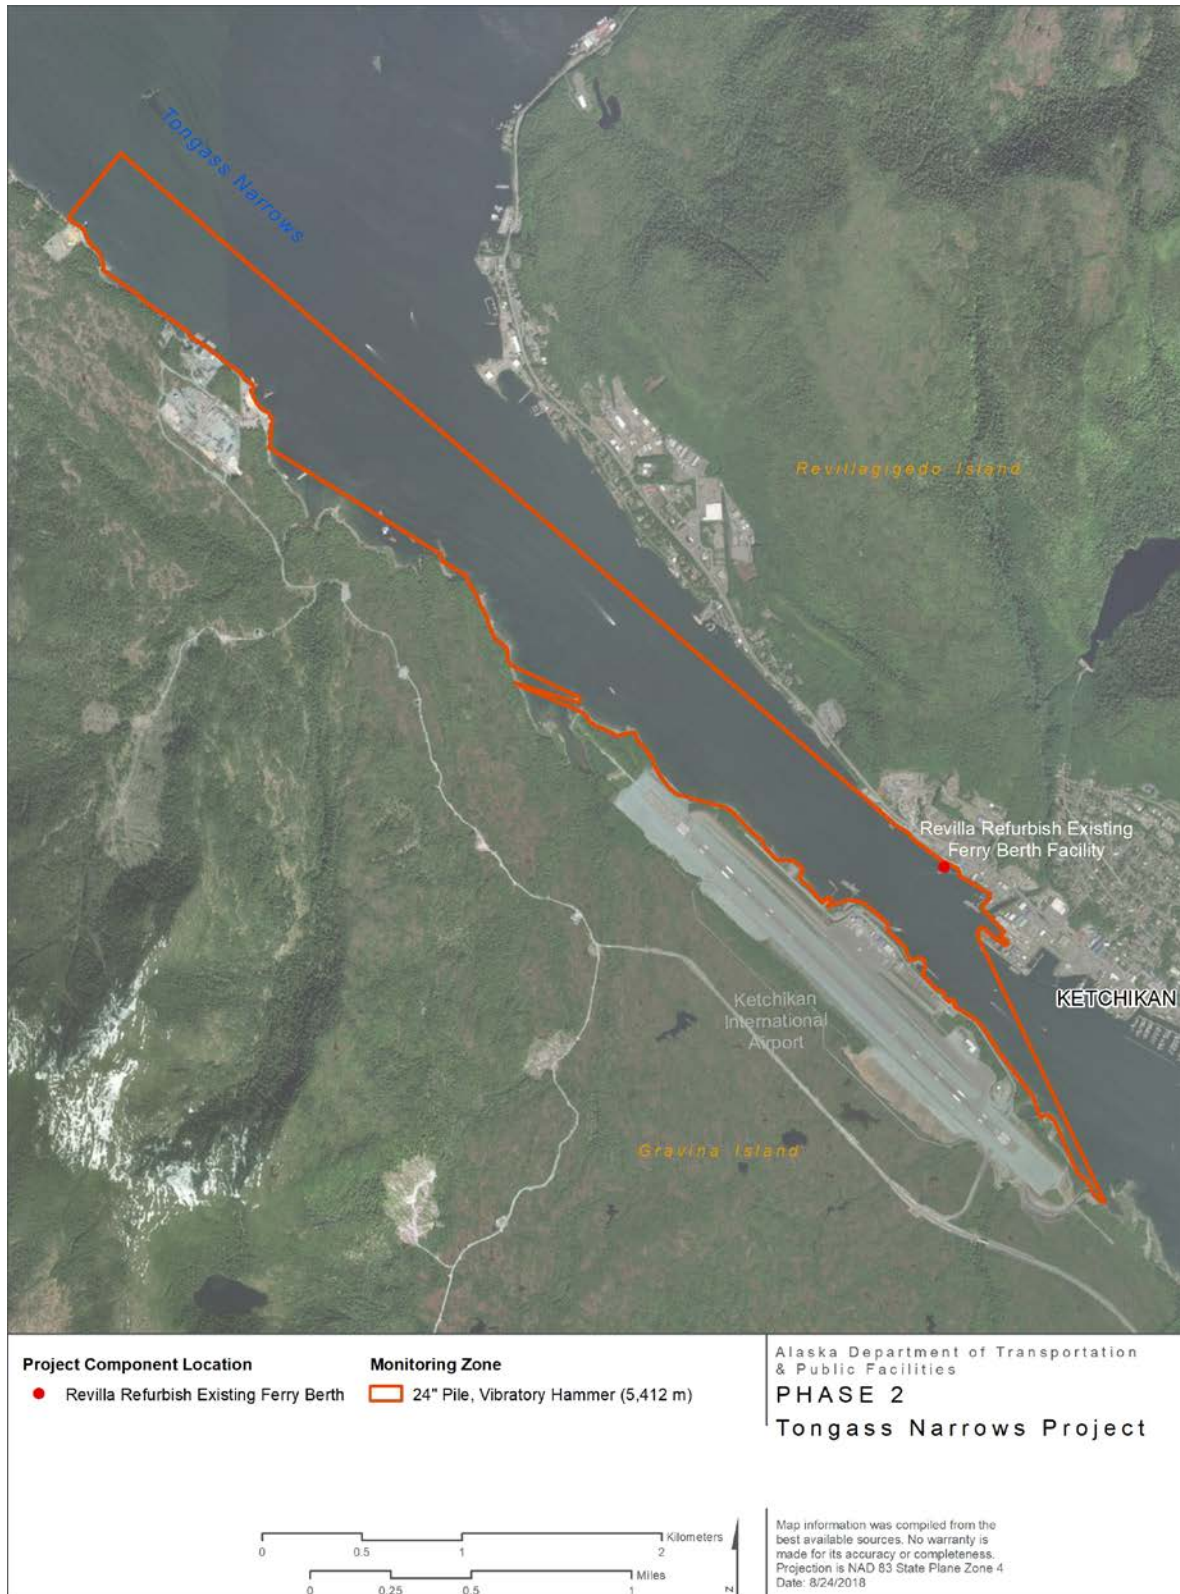 Tongass Narrows
Revillagigedo Island
Revilla Refurbish Existing
Ferry Berth Facility
KETCHIKAN
Ketchikan
International
Airport
Gravina Island
Project Component Location
Revilla Refurbish Existing Ferry Berth
Monitoring Zone
24" Pile, Vibratory Hammer (5,412 m)
Alaska Department of Transportation
& Public Facilities
PHASE 2
Tongass Narrows Project
Kilometers
0 0.5 1 2
Miles
0 0.25 0.5 1
N
Map information was compiled from the
best available sources. No warranty is
made for its accuracy or completeness.
Projection is NAD 83 State Plane Zone 4
Date: 8/24/2018